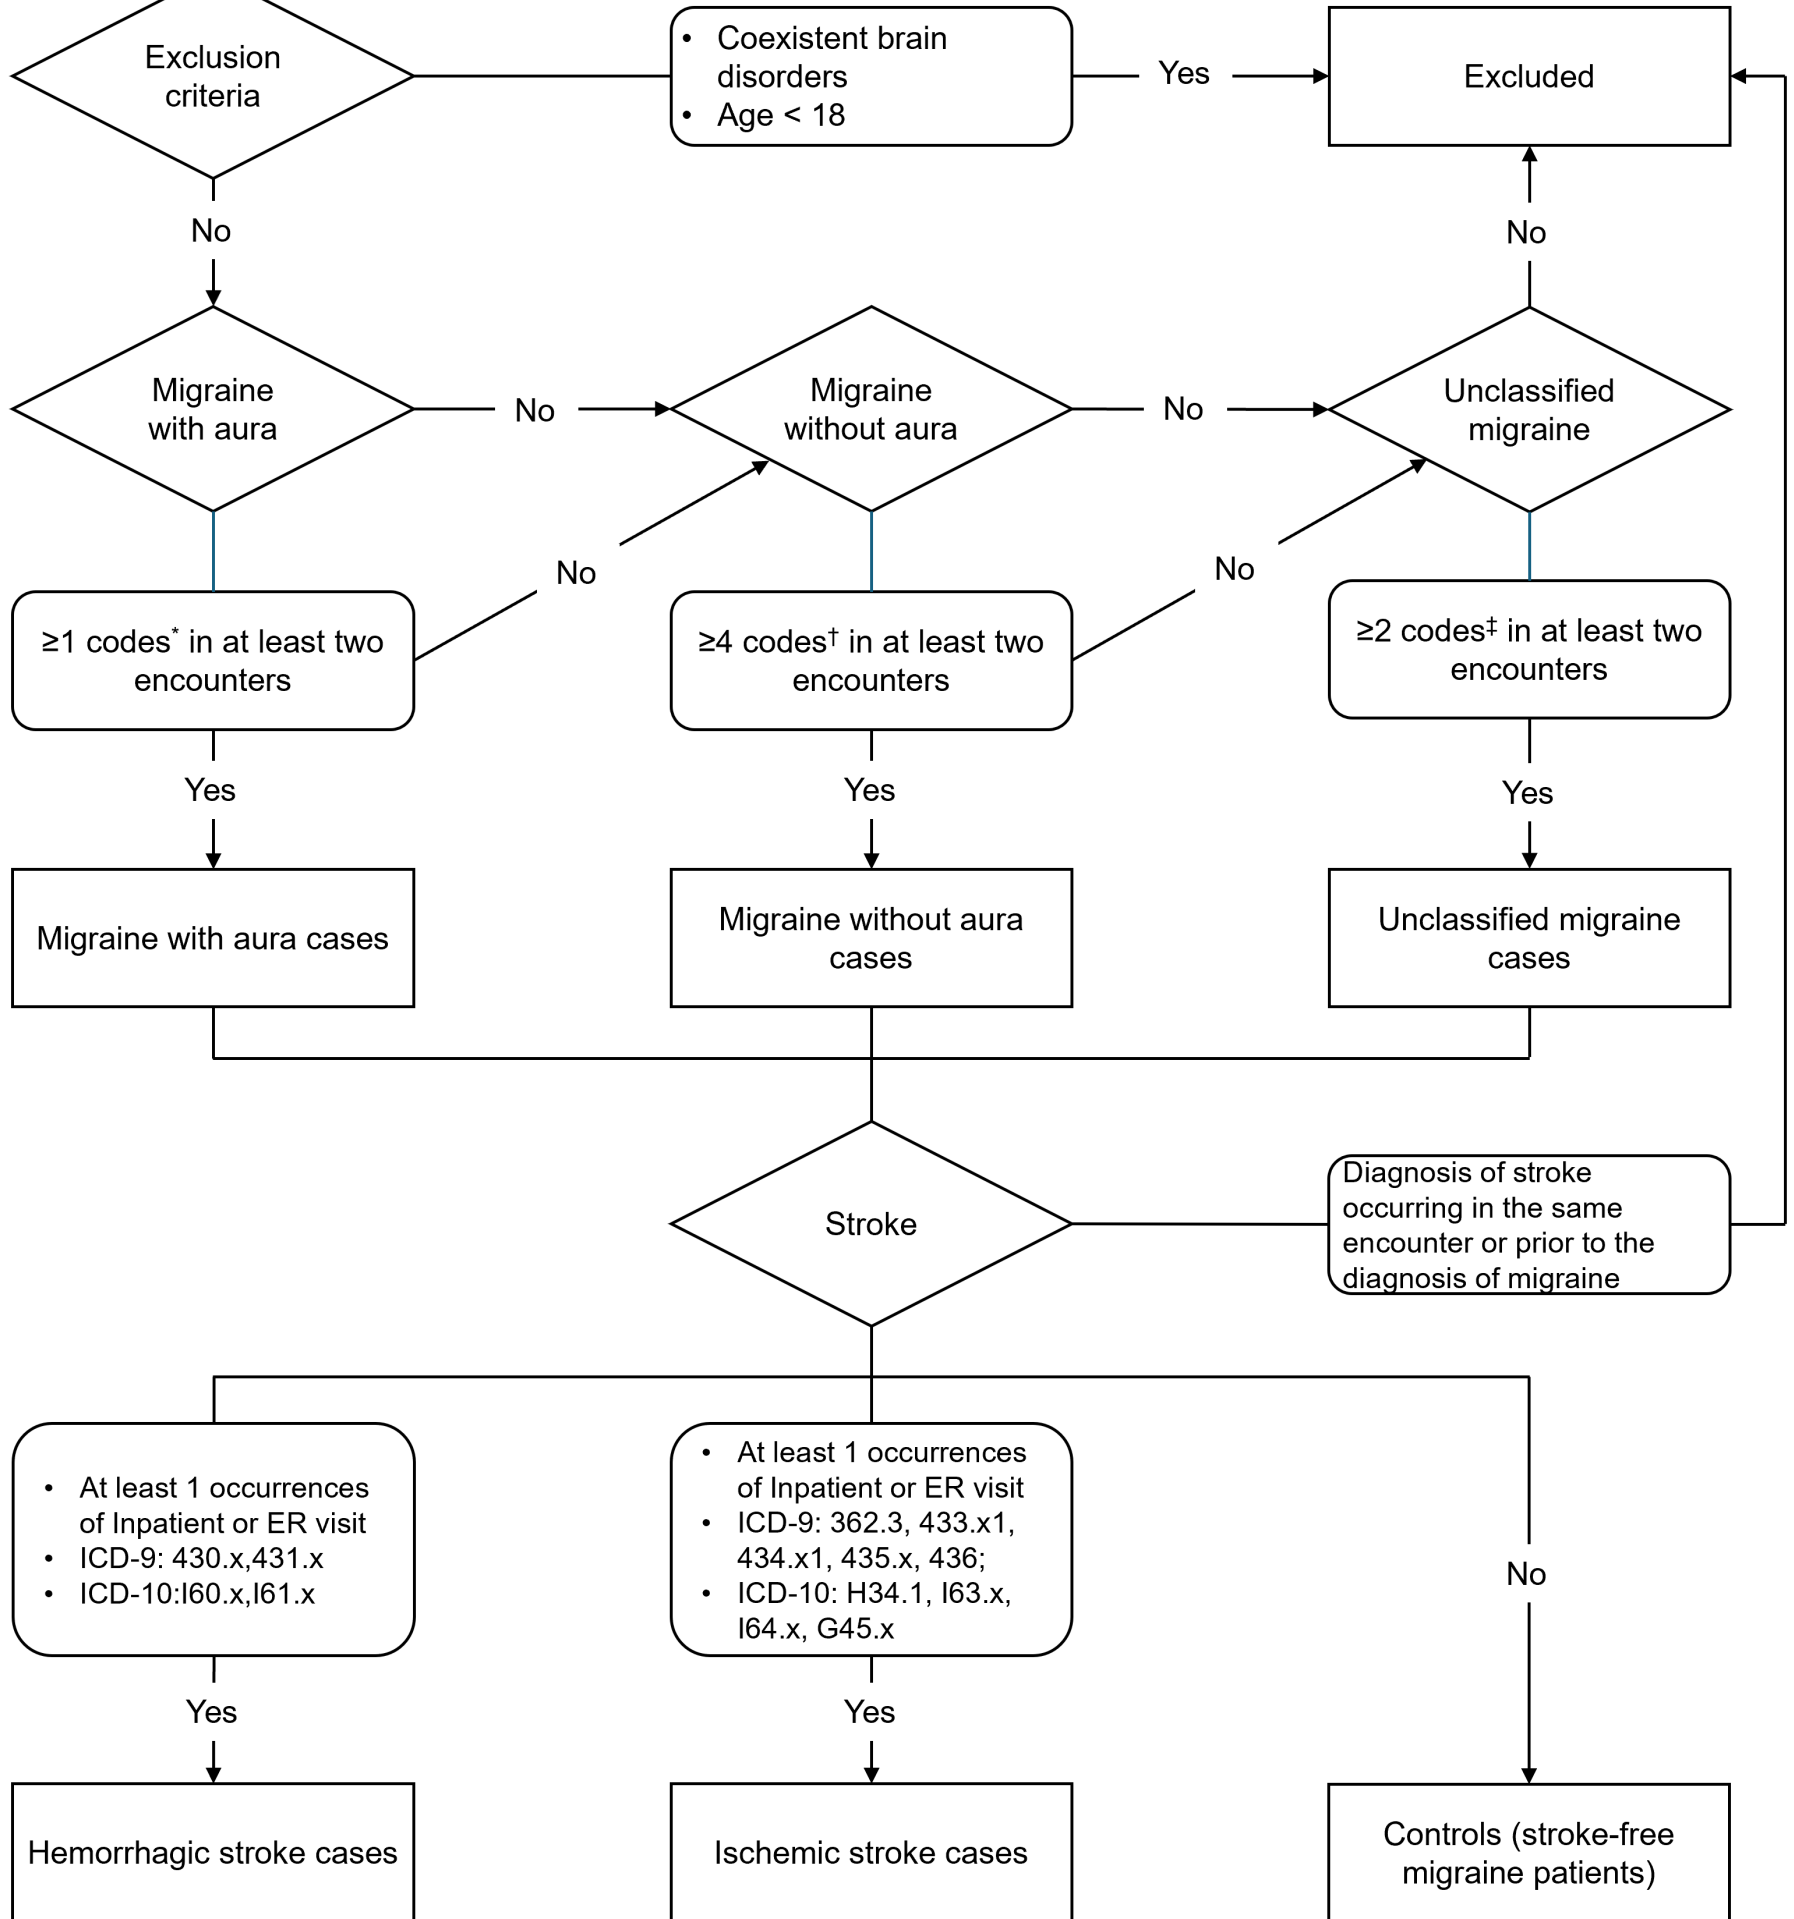 Exclusion
criteria
• Coexistent brain
disorders
• Age < 18
Yes
Excluded
No
No
Migraine
with aura
No
Migraine
without aura
No
Unclassified
migraine
No
No
≥1 codes* in at least two
encounters
≥4 codes† in at least two
encounters
≥2 codes‡ in at least two
encounters
Yes
Yes
Yes
Migraine with aura cases
Migraine without aura
cases
Unclassified migraine
cases
Stroke
Diagnosis of stroke
occurring in the same
encounter or prior to the
diagnosis of migraine
• At least 1 occurrences
of Inpatient or ER visit
• ICD-9: 430.x,431.x
• ICD-10:I60.x,I61.x
• At least 1 occurrences
of Inpatient or ER visit
• ICD-9: 362.3, 433.x1,
434.x1, 435.x, 436;
• ICD-10: H34.1, I63.x,
I64.x, G45.x
No
Yes
Yes
Hemorrhagic stroke cases
Ischemic stroke cases
Controls (stroke-free
migraine patients)